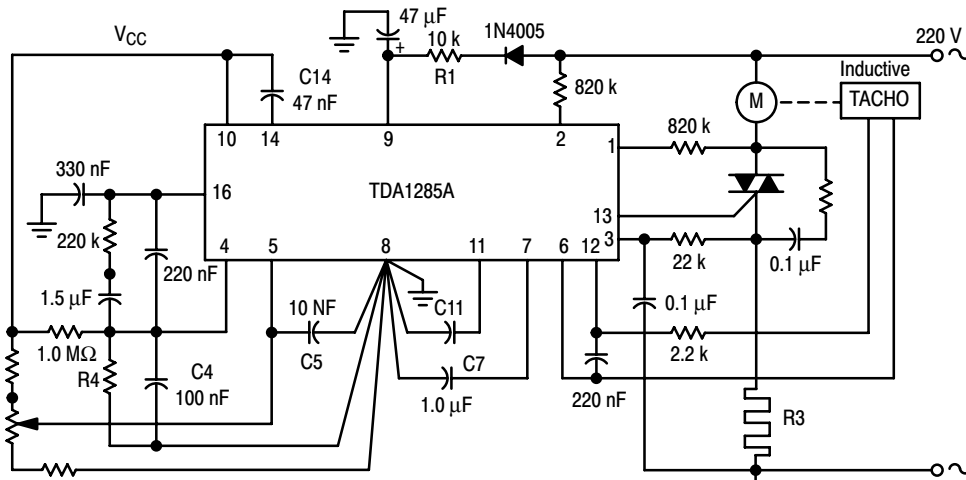 47 μF
+
10 k
R1
1N4005
220 V
VCC
C14
47 nF
820 k
Inductive
TACHO
M
10
14
9
2
1
820 k
330 nF
16
TDA1285A
13
220 k
4
5
8
11
7
6
12
3
22 k
0.1 μF
220 nF
1.5 μF
10 NF
C5
C11
0.1 μF
1.0 MΩ
R4
C4
100 nF
C7
1.0 μF
2.2 k
220 nF
R3